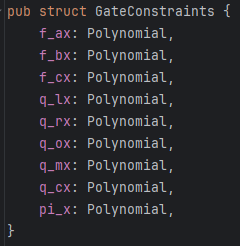 pub struct GateConstraints {
f_ax: Polynomial,
f_bx: Polynomial,
f_cx: Polynomial,
q_lx: Polynomial,
q_rx: Polynomial,
q_ox: Polynomial,
q_mx: Polynomial,
q_cx: Polynomial,
pi_x: Polynomial,
}